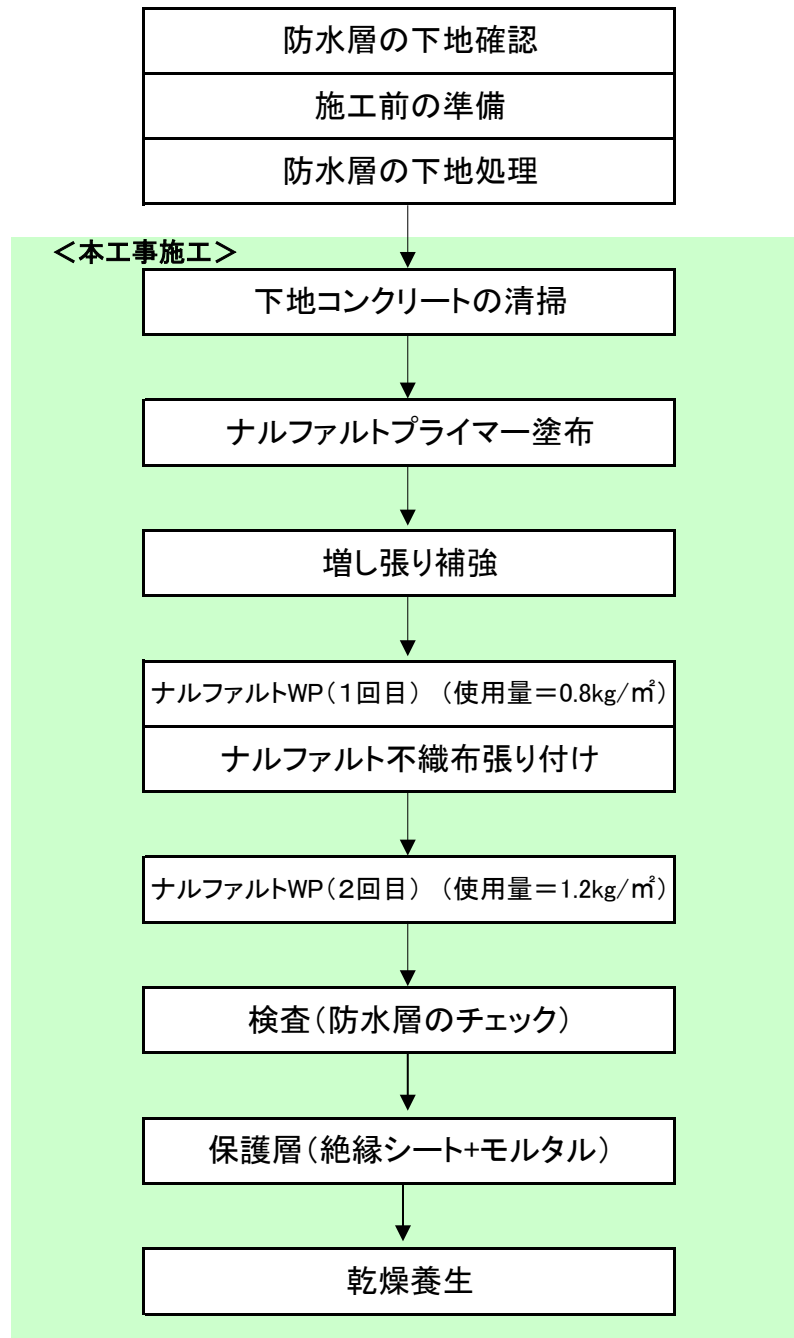 防水層の下地確認
施工前の準備
防水層の下地処理
＜本工事施工＞
下地コンクリートの清掃
ナルファルトプライマー塗布
増し張り補強
ナルファルトWP（１回目）（使用量＝0.8kg/㎡）
ナルファルト不織布張り付け
ナルファルトWP（２回目）（使用量＝1.2kg/㎡）
検査（防水層のチェック）
保護層（絶縁シート+モルタル）
乾燥養生